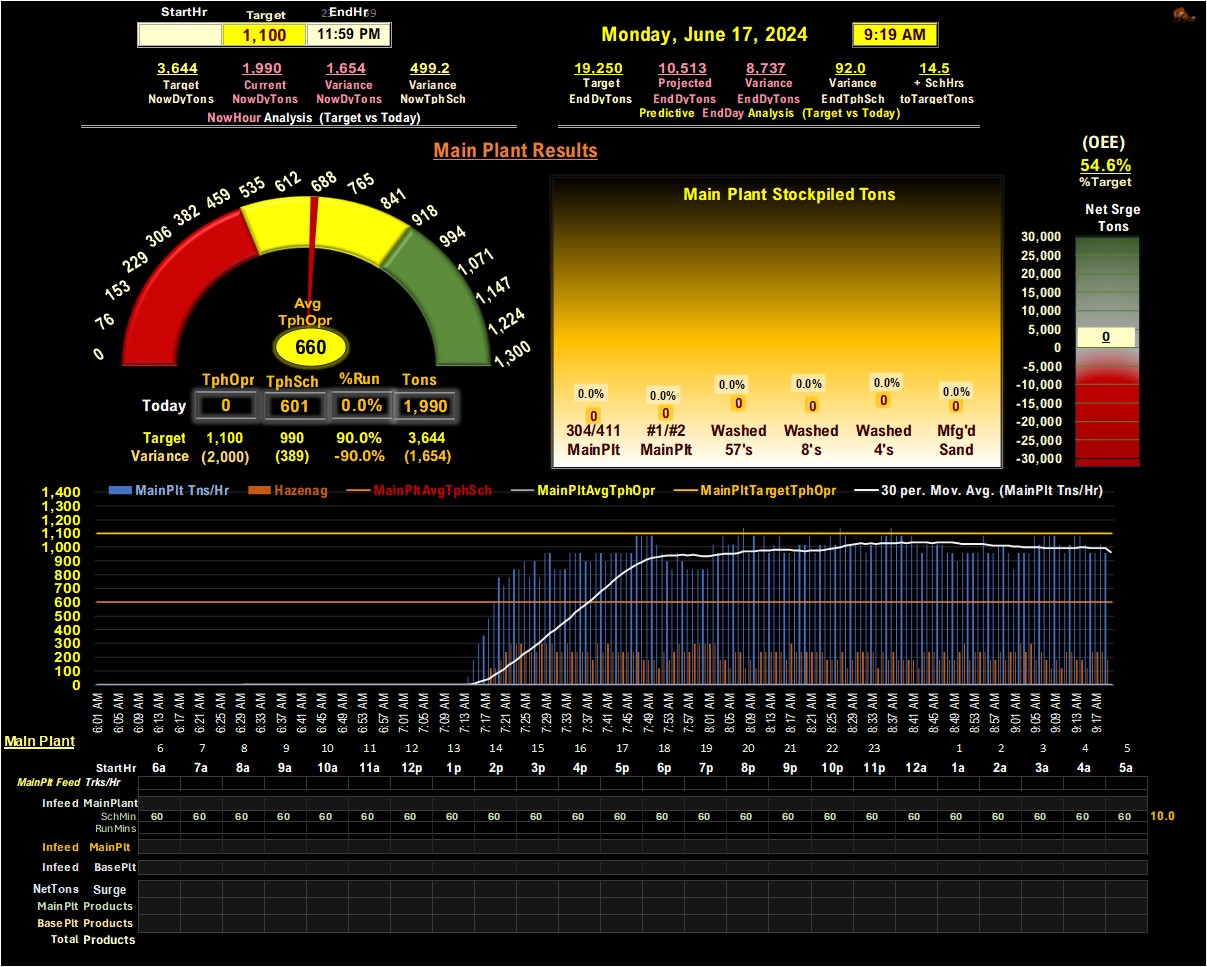 StartHr Target EndHr
1,100 11:59 PM
Monday, June 17, 2024 9:19 AM
3,644 1,990 1,654 499.2
Target Current Variance Variance
NowDyTons NowDyTons NowDyTons NowTphSch
NowHour Analysis (Target vs Today)
19,250 10,513 8,737 92.0 14.5
Target Projected Variance Variance + SchHrs
EndDyTons EndDyTons EndDyTons EndTphSch toTargetTons
Predictive EndDay Analysis (Target vs Today)
Main Plant Results
(OEE)
54.6%
%Target
0 76 153 229 306 382 459 535 612 688 765 841 918 994 1,071 1,147 1,224 1,300
Avg
TphOpr
660
TphOpr TphSch %Run Tons
Today 0 601 0.0% 1,990
Target 1,100 990 90.0% 3,644
Variance (2,000) (389) -90.0% (1,654)
Main Plant Stockpiled Tons
0.0% 0.0% 0.0% 0.0% 0.0% 0.0%
0 0 0 0 0 0
304/411 #1/#2 Washed Washed Washed Mfg'd
MainPlt MainPlt 57's 8's 4's Sand
Net Srge
Tons
30,000
25,000
20,000
15,000
10,000
5,000
0
0
-5,000
-10,000
-15,000
-20,000
-25,000
-30,000
MainPlt Tns/Hr Hazenag MainPltAvgTphSch MainPltAvgTphOpr MainPltTargetTphOpr 30 per. Mov. Avg. (MainPlt Tns/Hr)
1,400
1,300
1,200
1,100
1,000
900
800
700
600
500
400
300
200
100
0
6:01 AM 6:05 AM 6:09 AM 6:13 AM 6:17 AM 6:21 AM 6:25 AM 6:29 AM 6:33 AM 6:37 AM 6:41 AM 6:45 AM 6:49 AM 6:53 AM 6:57 AM 7:01 AM 7:05 AM 7:09 AM 7:13 AM 7:17 AM 7:21 AM 7:25 AM 7:29 AM 7:33 AM 7:37 AM 7:41 AM 7:45 AM 7:49 AM 7:53 AM 7:57 AM 8:01 AM 8:05 AM 8:09 AM 8:13 AM 8:17 AM 8:21 AM 8:25 AM 8:29 AM 8:33 AM 8:37 AM 8:41 AM 8:45 AM 8:49 AM 8:53 AM 8:57 AM 9:01 AM 9:05 AM 9:09 AM 9:13 AM 9:17 AM
Main Plant
6 7 8 9 10 11 12 13 14 15 16 17 18 19 20 21 22 23 1 2 3 4 5
StartHr 6a 7a 8a 9a 10a 11a 12p 1p 2p 3p 4p 5p 6p 7p 8p 9p 10p 11p 12a 1a 2a 3a 4a 5a
MainPlt Feed Trks/Hr
Infeed MainPlant
SchMin 60 60 60 60 60 60 60 60 60 60 60 60 60 60 60 60 60 60 60 60 60 60 60 60 10.0
RunMins
Infeed MainPlt
Infeed BasePlt
NetTons Surge
MainPlt Products
BasePlt Products
Total Products